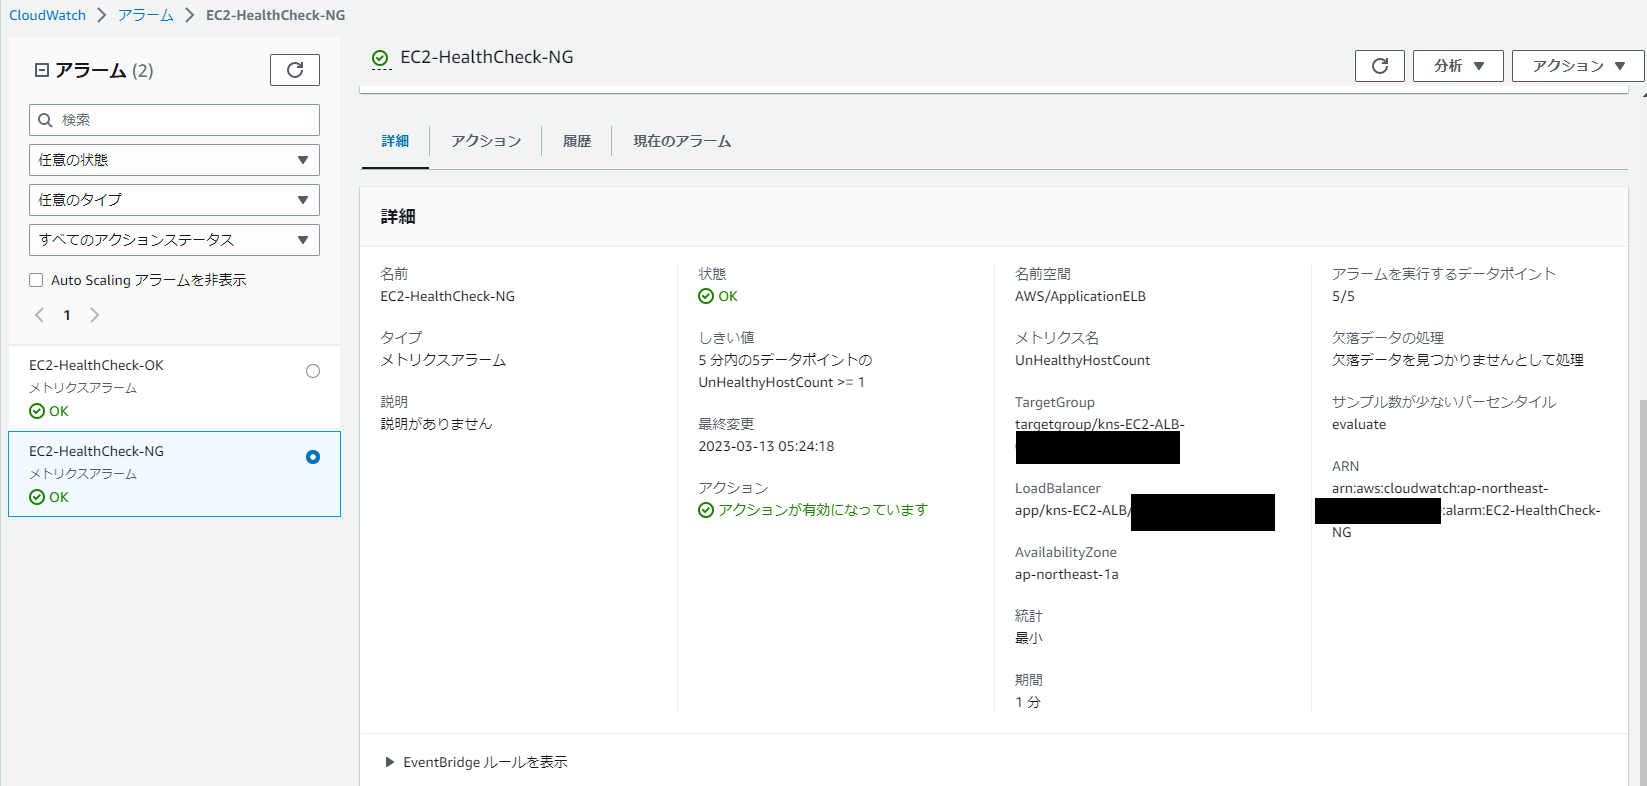 CloudWatch > アラーム > EC2-HealthCheck-NG
アラーム (2)
検索
任意の状態
任意のタイプ
すべてのアクションステータス
Auto Scaling アラームを非表示
1
EC2-HealthCheck-OK
メトリクスアラーム
OK
EC2-HealthCheck-NG
メトリクスアラーム
OK
EC2-HealthCheck-NG
分析
アクション
詳細
アクション
履歴
現在のアラーム
詳細
名前
EC2-HealthCheck-NG
タイプ
メトリクスアラーム
説明
説明がありません
状態
OK
しきい値
5 分内の5データポイントの
UnHealthyHostCount >= 1
最終変更
2023-03-13 05:24:18
アクション
アクションが有効になっています
名前空間
AWS/ApplicationELB
メトリクス名
UnHealthyHostCount
TargetGroup
targetgroup/kns-EC2-ALB-
LoadBalancer
app/kns-EC2-ALB/
AvailabilityZone
ap-northeast-1a
統計
最小
期間
1 分
アラームを実行するデータポイント
5/5
欠落データの処理
欠落データを見つかりませんとして処理
サンプル数が少ないパーセンタイル
evaluate
ARN
arn:aws:cloudwatch:ap-northeast-
:alarm:EC2-HealthCheck-
NG
EventBridge ルールを表示